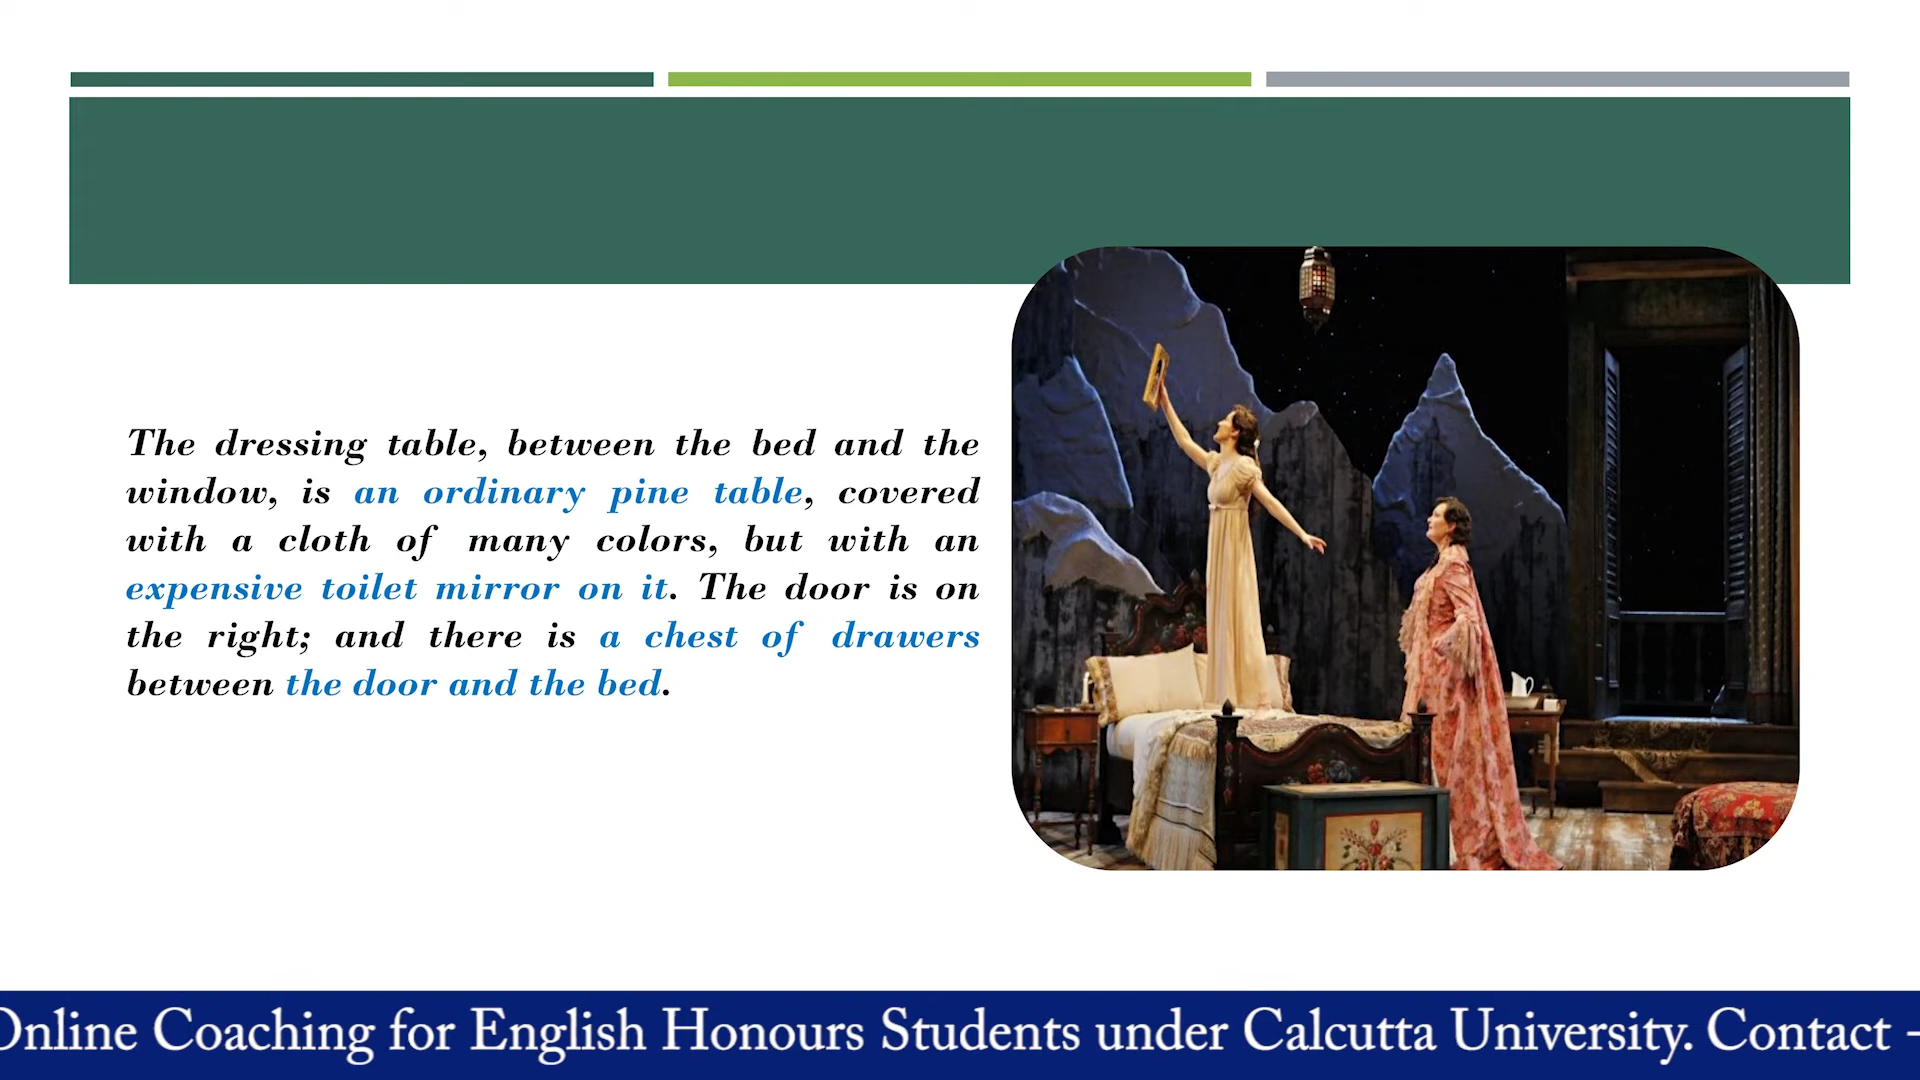 The dressing table, between the bed and the
window, is an ordinary pine table, covered
with a cloth of many colors, but with an
expensive toilet mirror on it. The door is on
the right; and there is a chest of drawers
between the door and the bed.
Online Coaching for English Honours Students under Calcutta University. Contact -